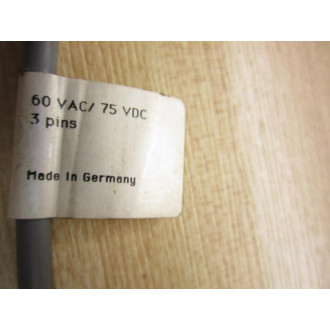 60 VAC/ 75 VDC
3 pins
Made In Germany